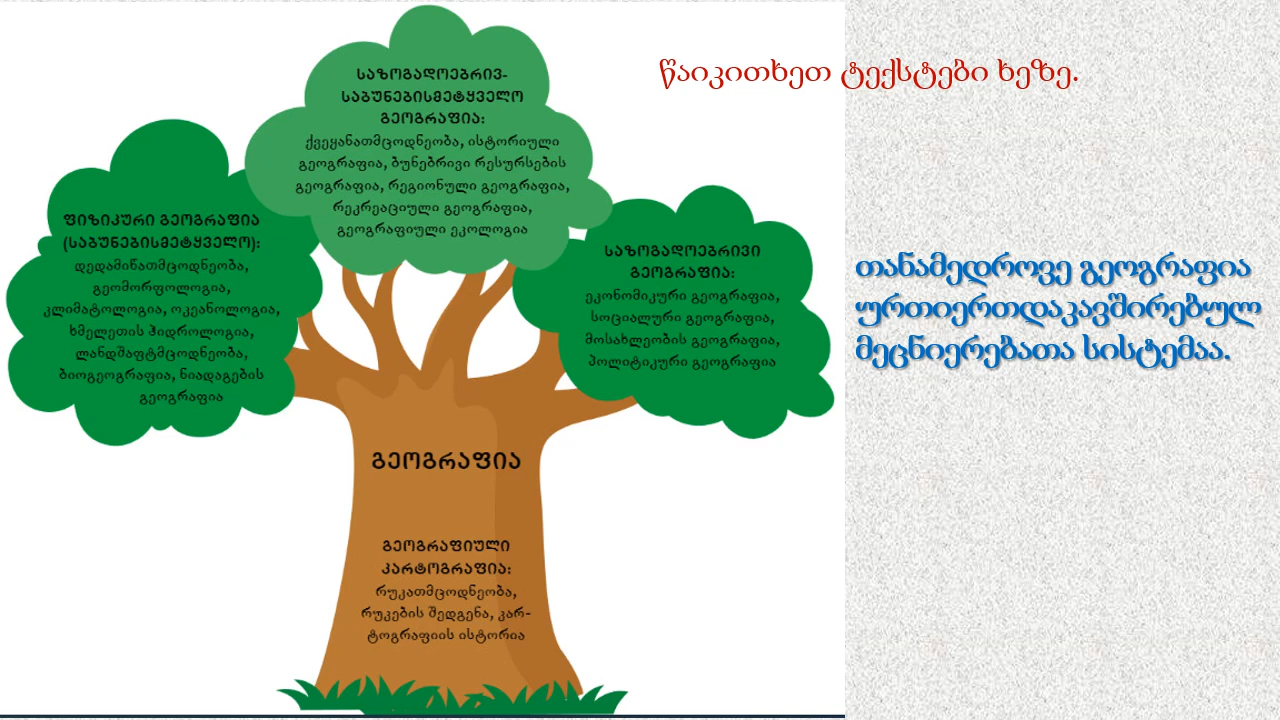 წაიკითხეთ ტექსტები ხეზე.
საზოგადოებრივ-
საბუნებისმეტყველო
გეოგრაფია:
ქვეყანათმცოდნეობა, ისტორიული
გეოგრაფია, ბუნებრივი რესურსების
გეოგრაფია, რეგიონული გეოგრაფია,
რეკრეაციული გეოგრაფია,
გეოგრაფიული ეკოლოგია
ფიზიკური გეოგრაფია
(საბუნებისმეტყველო):
დედამიწათმცოდნეობა,
გეომორფოლოგია,
კლიმატოლოგია, ოკეანოლოგია,
ხმელეთის ჰიდროლოგია,
ლანდშაფტმცოდნეობა,
ბიოგეოგრაფია, ნიადაგების
გეოგრაფია
საზოგადოებრივი
გეოგრაფია:
ეკონომიკური გეოგრაფია,
სოციალური გეოგრაფია,
მოსახლეობის გეოგრაფია,
პოლიტიკური გეოგრაფია
გეოგრაფია
გეოგრაფიული
კარტოგრაფია:
რუკათმცოდნეობა,
რუკების შედგენა, კარ-
ტოგრაფიის ისტორია
თანამედროვე გეოგრაფია
ურთიერთდაკავშირებულ
მეცნიერებათა სისტემაა.